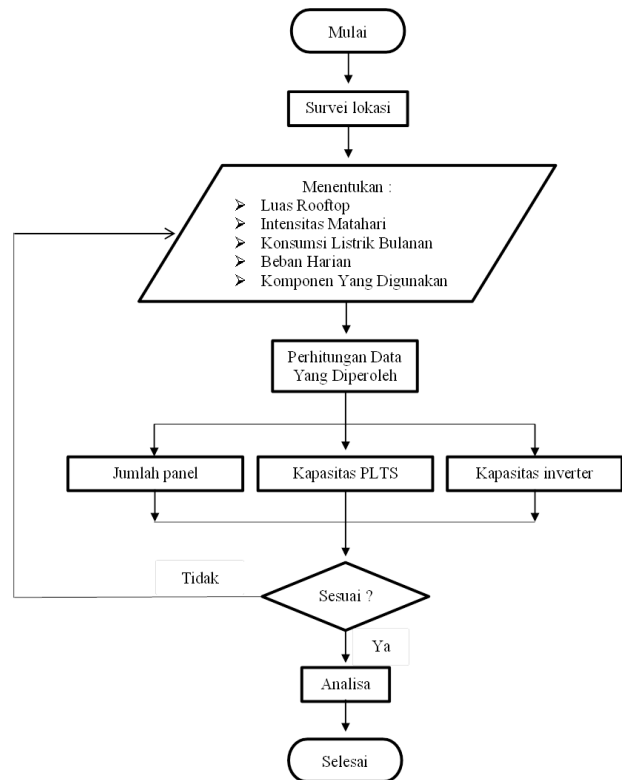 Mulai
Survei lokasi
Menentukan :
➢ Luas Rooftop
➢ Intensitas Matahari
➢ Konsumsi Listrik Bulanan
➢ Beban Harian
➢ Komponen Yang Digunakan
Perhitungan Data
Yang Diperoleh
Jumlah panel
Kapasitas PLTS
Kapasitas inverter
Tidak
Sesuai ?
Ya
Analisa
Selesai